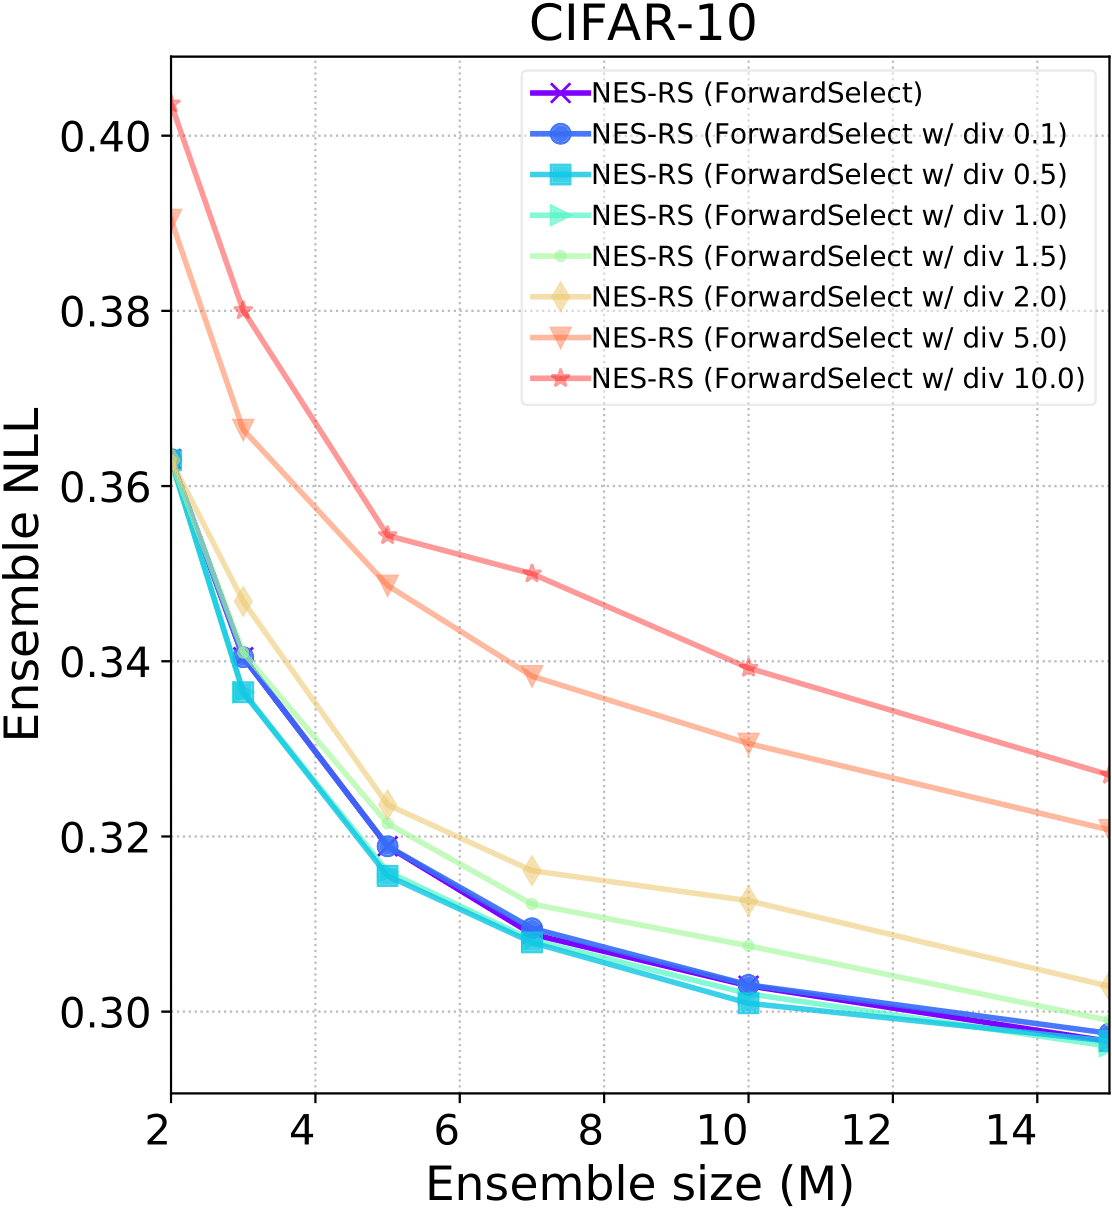 CIFAR-10
NES-RS (ForwardSelect)
NES-RS (ForwardSelect w/ div 0.1)
NES-RS (ForwardSelect w/ div 0.5)
NES-RS (ForwardSelect w/ div 1.0)
NES-RS (ForwardSelect w/ div 1.5)
NES-RS (ForwardSelect w/ div 2.0)
NES-RS (ForwardSelect w/ div 5.0)
NES-RS (ForwardSelect w/ div 10.0)
Ensemble NLL
0.40
0.38
0.36
0.34
0.32
0.30
2 4 6 8 10 12 14
Ensemble size (M)